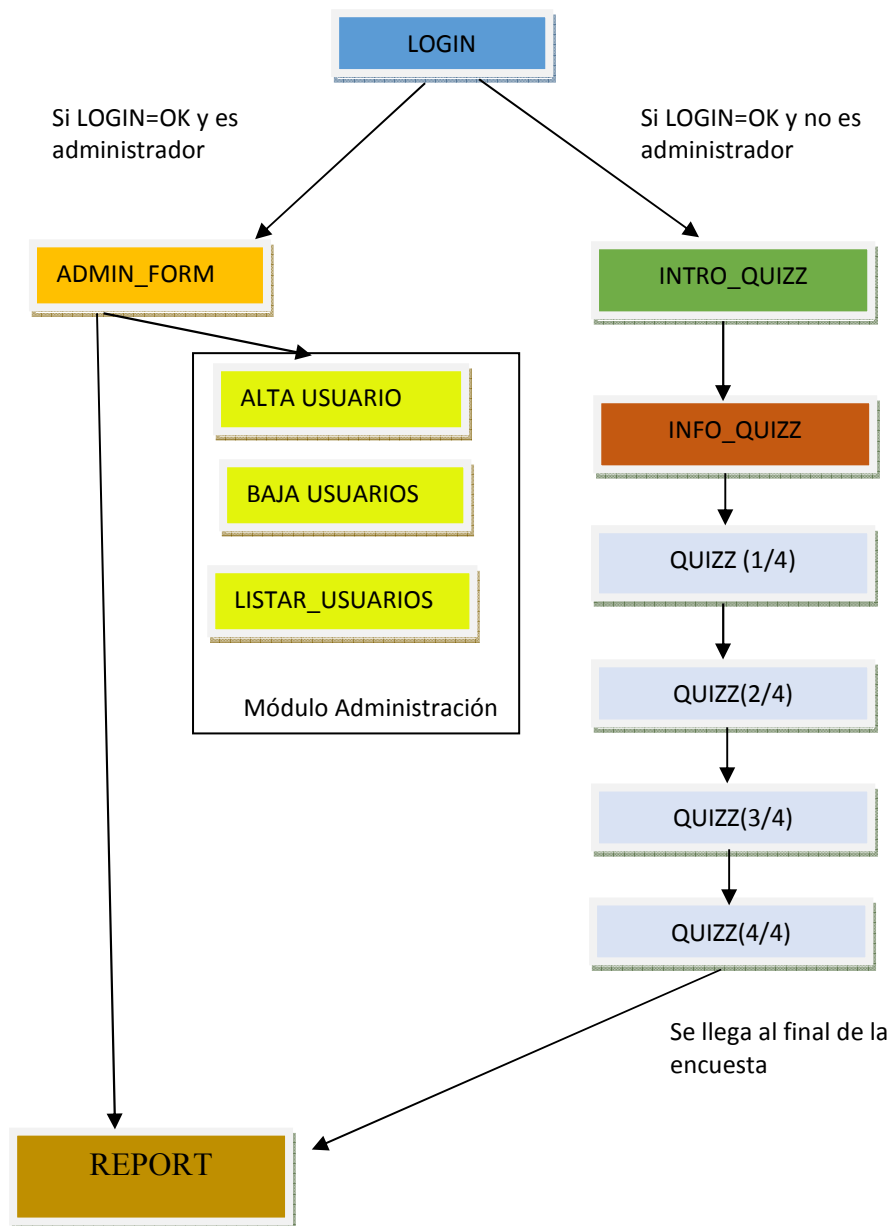 LOGIN
Si LOGIN=OK y es
administrador
Si LOGIN=OK y no es
administrador
ADMIN_FORM
INTRO_QUIZZ
ALTA USUARIO
BAJA USUARIOS
LISTAR_USUARIOS
Módulo Administración
INFO_QUIZZ
QUIZZ (1/4)
QUIZZ(2/4)
QUIZZ(3/4)
QUIZZ(4/4)
Se llega al final de la
encuesta
REPORT